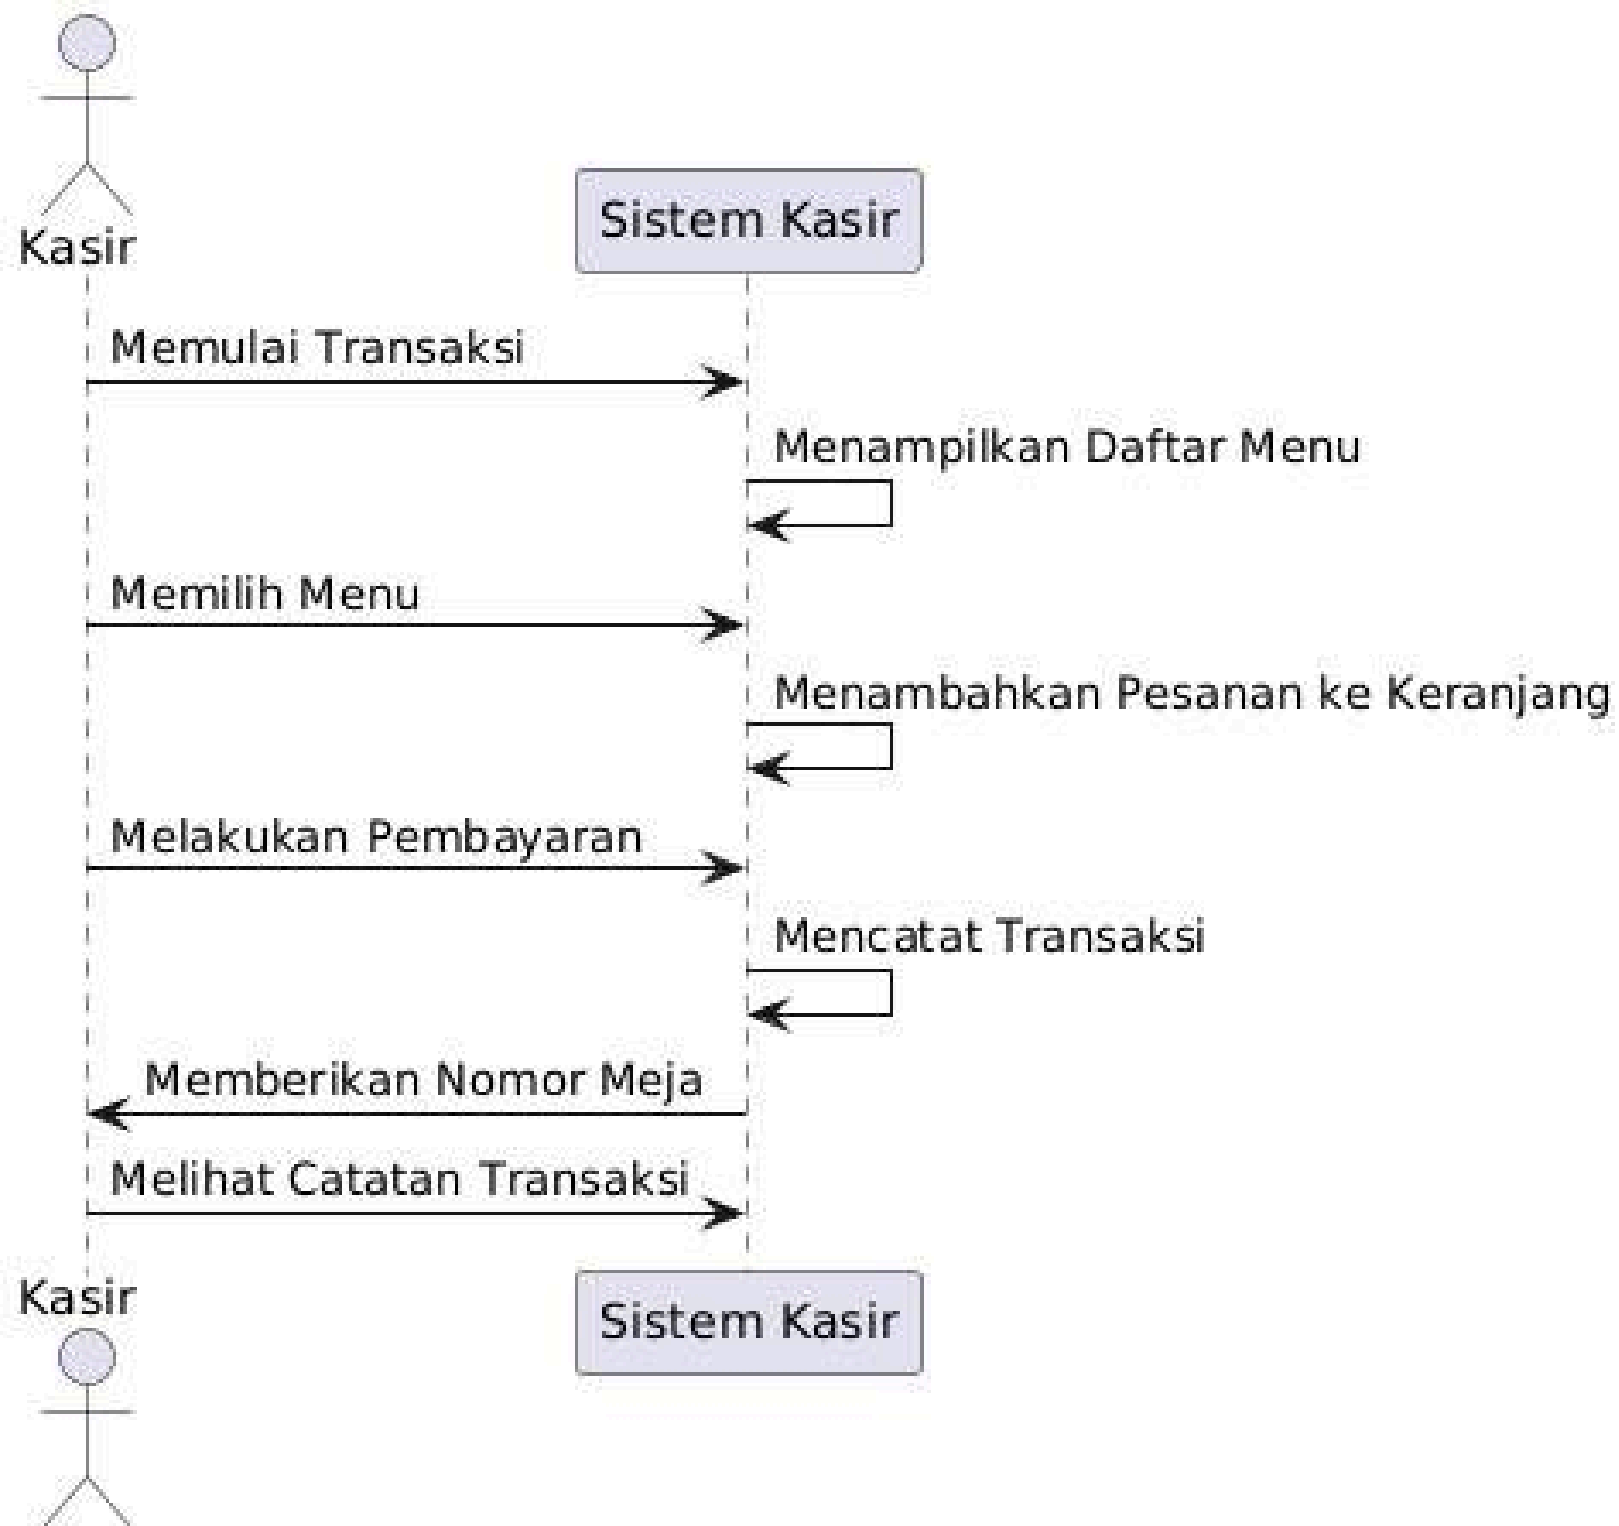 Kasir
Sistem Kasir
Memulai Transaksi
Menampilkan Daftar Menu
Memilih Menu
Menambahkan Pesanan ke Keranjang
Melakukan Pembayaran
Mencatat Transaksi
Memberikan Nomor Meja
Melihat Catatan Transaksi
Kasir
Sistem Kasir